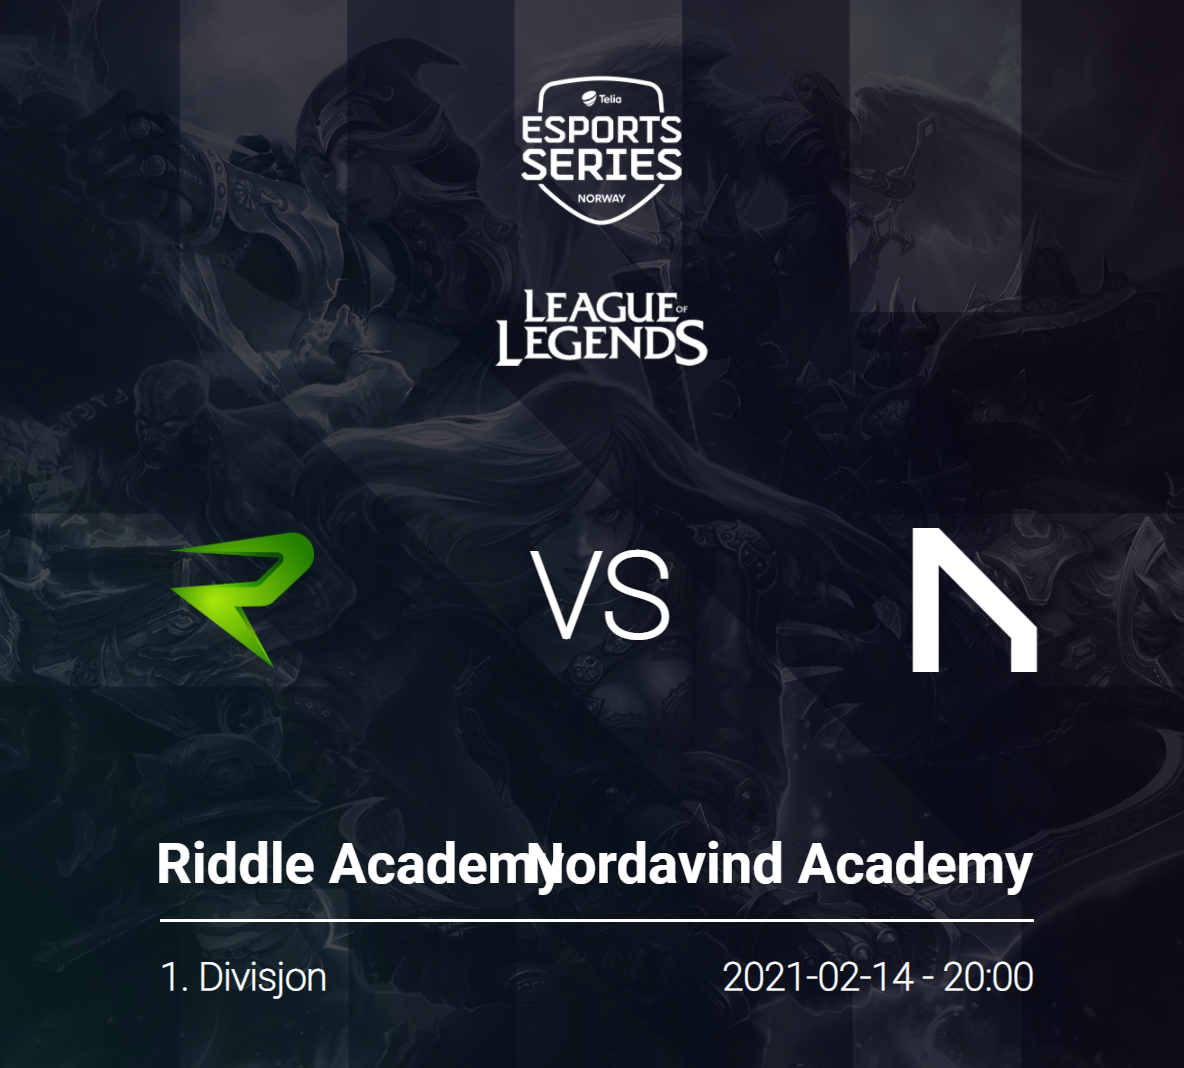 Telia
ESPORTS
SERIES
NORWAY
LEAGUE OF
LEGENDS
VS
Riddle Academy Nordavind Academy
1. Divisjon 2021-02-14 - 20:00